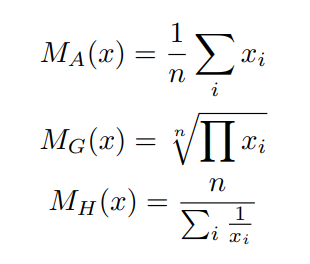 M_A(x) = \frac{1}{n} \sum_i x_i
M_G(x) = \sqrt[n]{\prod x_i}
M_H(x) = \frac{n}{\sum_i \frac{1}{x_i}}